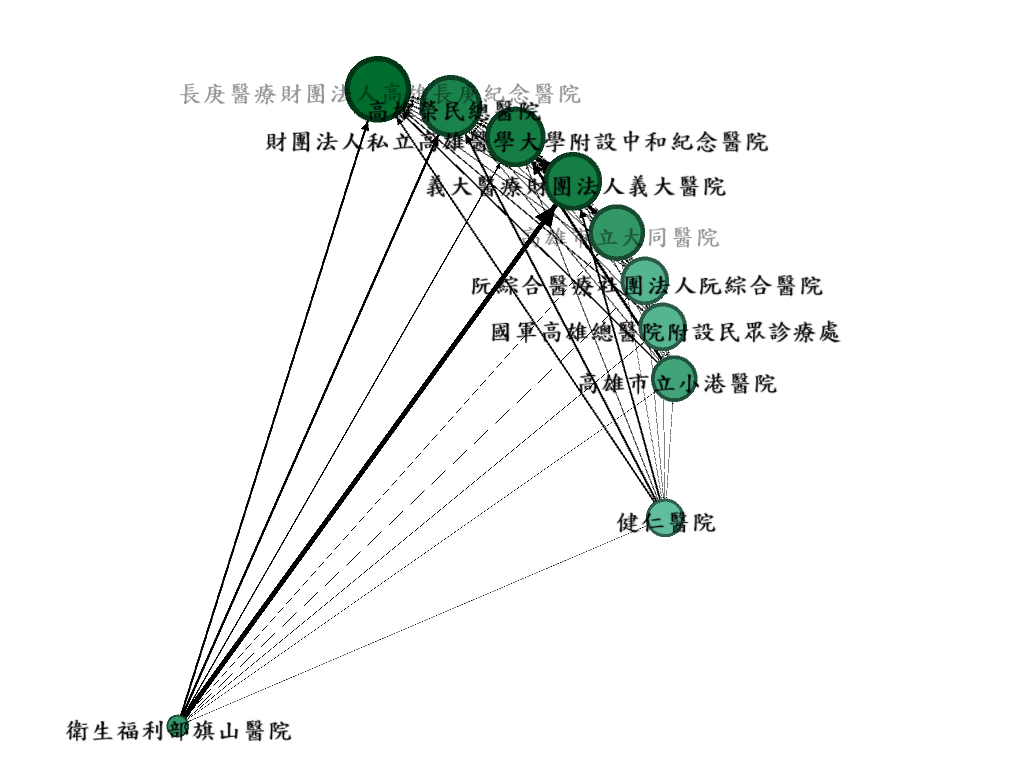 長庚醫療財團法人高雄長庚紀念醫院
高雄榮民總醫院
財團法人私立高雄醫學大學附設中和紀念醫院
義大醫療財團法人義大醫院
高雄市立大同醫院
阮綜合醫療社團法人阮綜合醫院
國軍高雄總醫院附設民眾診療處
高雄市立小港醫院
健仁醫院
衛生福利部旗山醫院